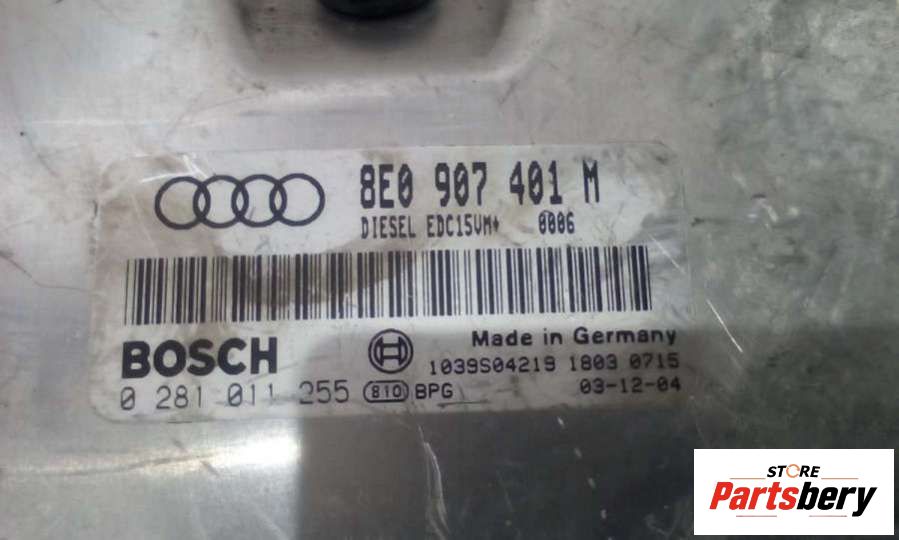 8E0 907 401 M
DIESEL EDC15VM+ 0006
BOSCH
Made in Germany
1039S04219 1803 0715
0 281 011 255 810 BPG 03-12-04
STORE
Partsbery